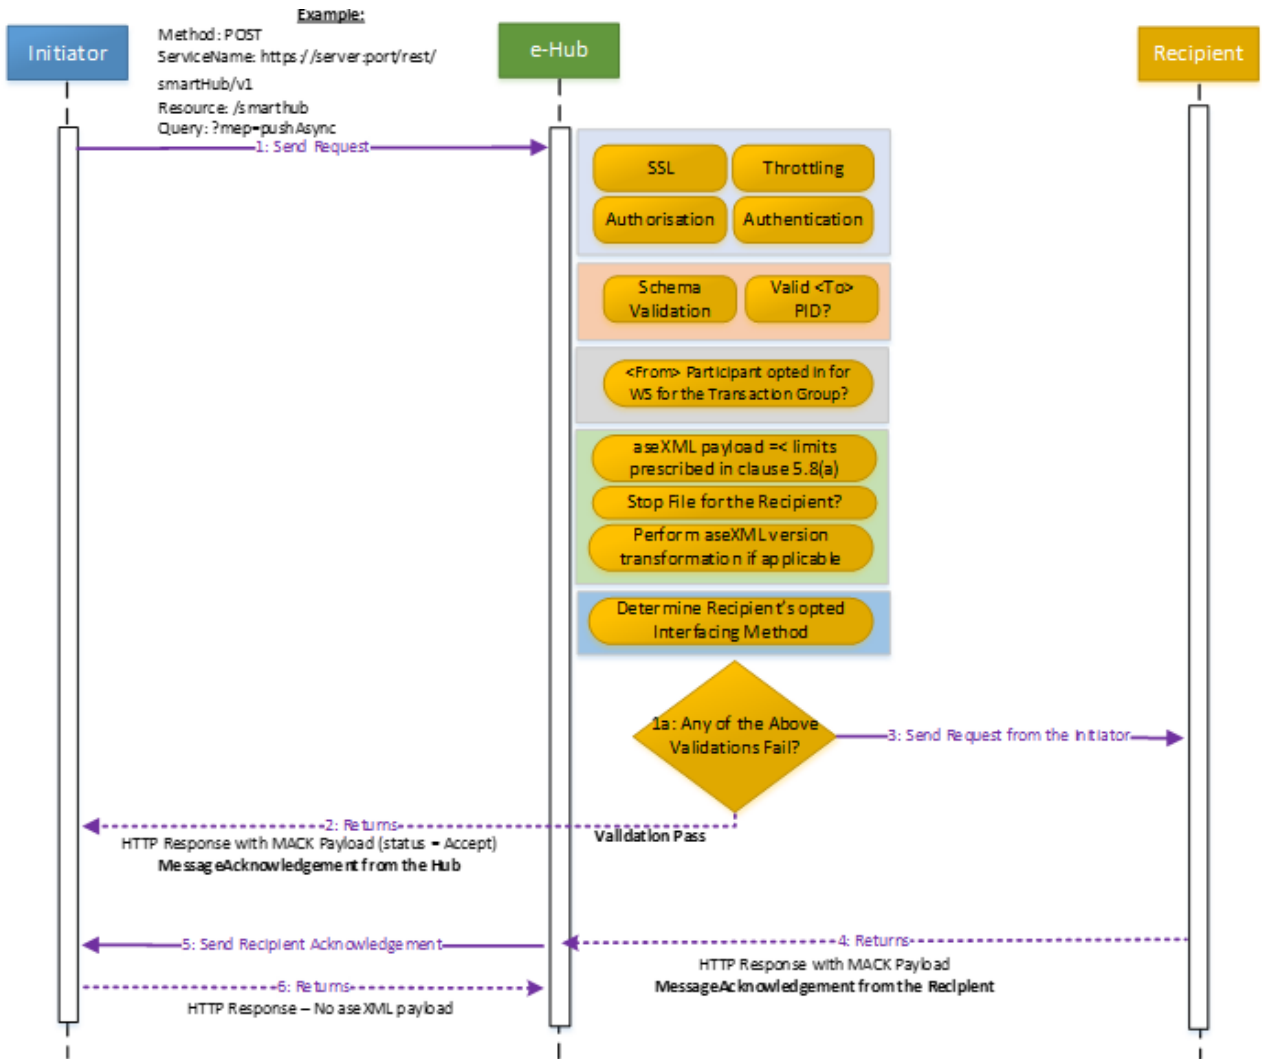 Example:
Initiator
Method: POST
e-Hub
Recipient
ServiceName: https://server:port/rest/
smartHub/v1
Resource: /smarthub
Query: ?mep=pushAsync
1: Send Request
SSL
Throttling
Authorisation
Authentication
Schema
Validation
Valid <To>
PID?
<From> Participant opted in for
WS for the Transaction Group?
aseXML payload =< limits
prescribed in clause 5.8(a)
Stop File for the Recipient?
Perform aseXML version
transformation if applicable
Determine Recipient's opted
Interfacing Method
1a: Any of the Above
Validations Fail?
3: Send Request from the Initiator
2: Returns
Validation Pass
HTTP Response with MACK Payload (status = Accept)
MessageAcknowledgement from the Hub
5: Send Recipient Acknowledgement
4: Returns
HTTP Response with MACK Payload
MessageAcknowledgement from the Recipient
6: Returns
HTTP Response – No aseXML payload